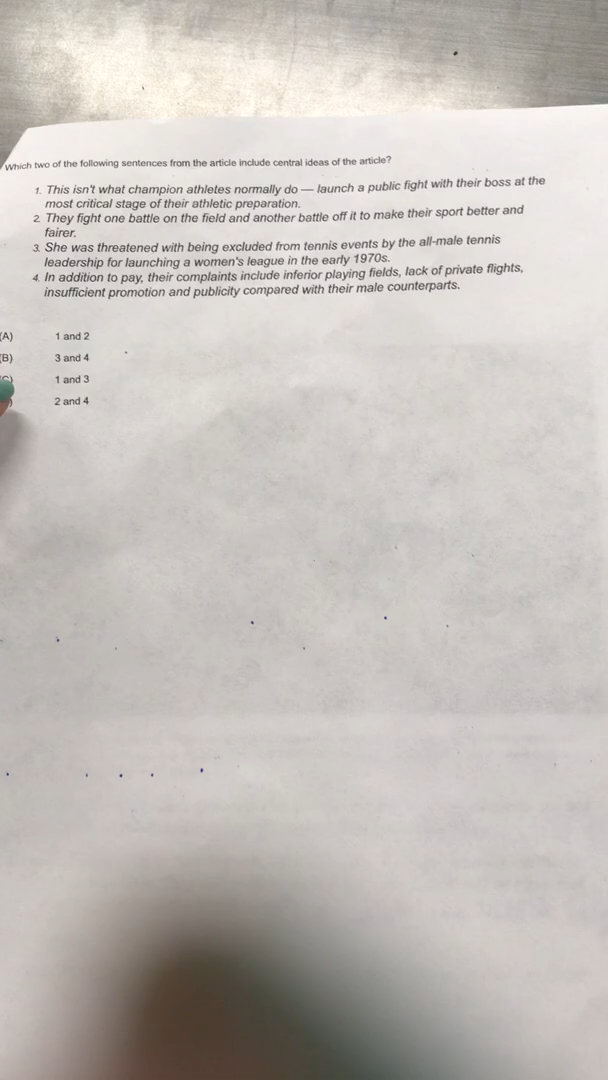 Which two of the following sentences from the article include central ideas of the article?
1. This isn't what champion athletes normally do — launch a public fight with their boss at the
most critical stage of their athletic preparation.
2. They fight one battle on the field and another battle off it to make their sport better and
fairer.
3. She was threatened with being excluded from tennis events by the all-male tennis
leadership for launching a women's league in the early 1970s.
4. In addition to pay, their complaints include inferior playing fields, lack of private flights,
insufficient promotion and publicity compared with their male counterparts.
(A) 1 and 2
(B) 3 and 4
(C) 1 and 3
2 and 4